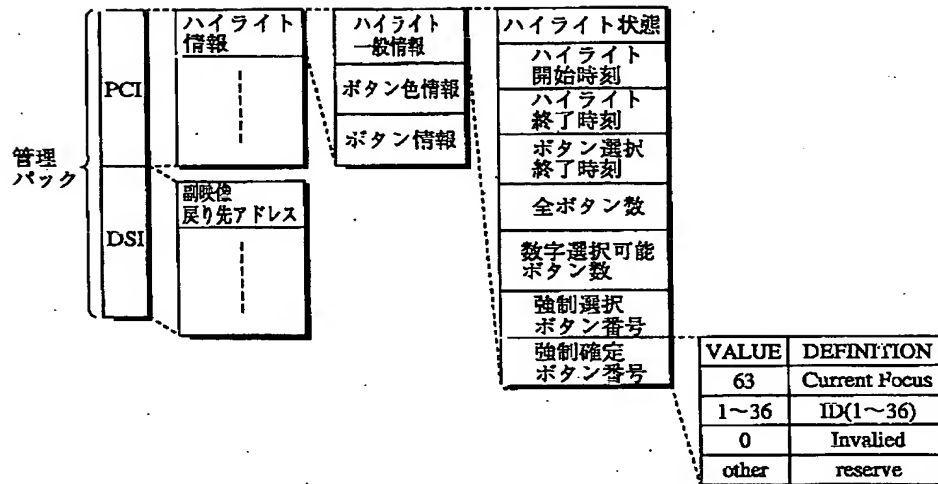 管理
パック
PCI
DSI
ハイライト
情報
副映像
戻り先アドレス
ハイライト
一般情報
ボタン色情報
ボタン情報
ハイライト状態
ハイライト
開始時刻
ハイライト
終了時刻
ボタン選択
終了時刻
全ボタン数
数字選択可能
ボタン数
強制選択
ボタン番号
強制確定
ボタン番号
VALUE DEFINITION
63 Current Focus
1〜36 ID(1〜36)
0 Invalied
other reserve